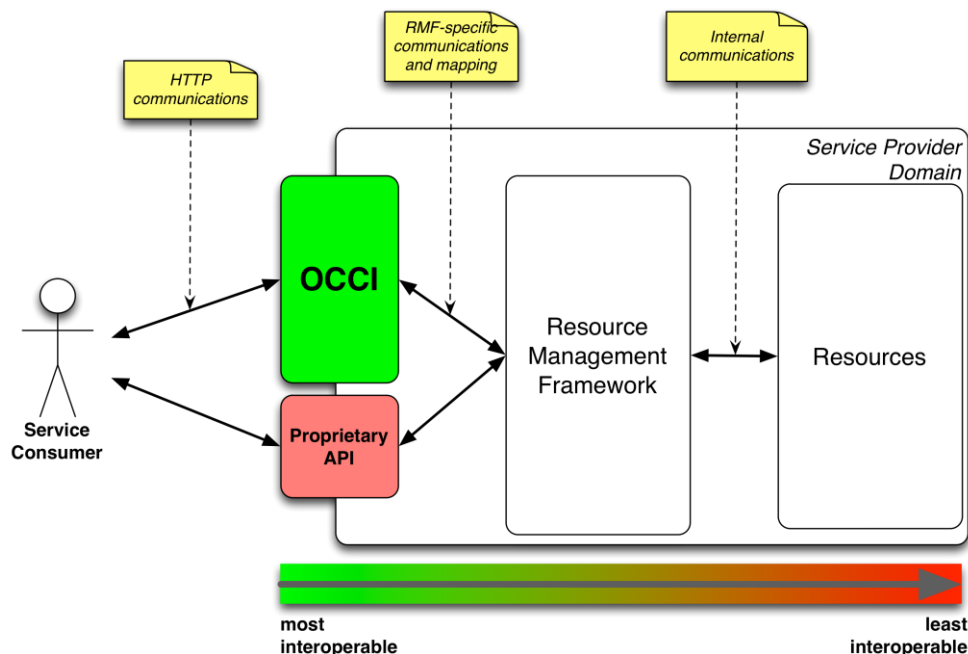 HTTP
communications
RMF-specific
communications
and mapping
Internal
communications
Service Provider
Domain
OCCI
Proprietary
API
Resource
Management
Framework
Resources
Service
Consumer
most
interoperable
least
interoperable